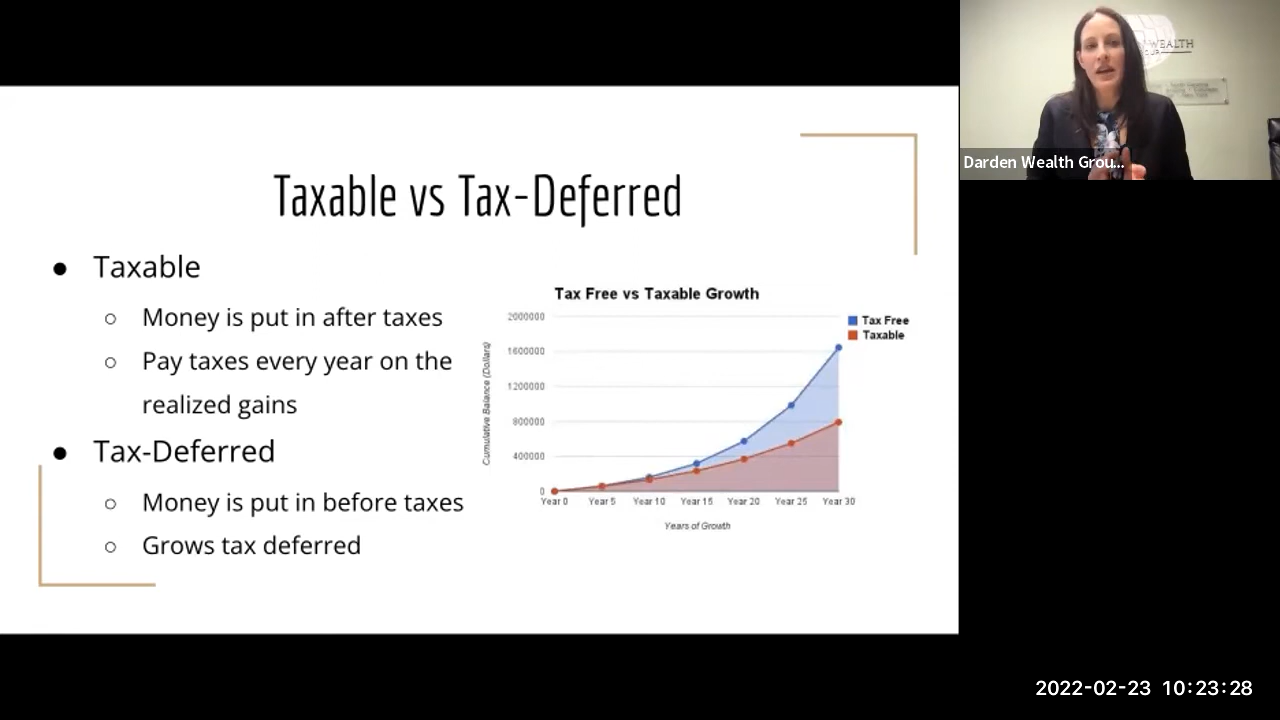 Taxable vs Tax-Deferred
● Taxable
○ Money is put in after taxes
○ Pay taxes every year on the
realized gains
● Tax-Deferred
○ Money is put in before taxes
○ Grows tax deferred
Tax Free vs Taxable Growth
Tax Free
Taxable
Cumulative Balance (Dollars)
2000000
1600000
1200000
800000
400000
0
Year 0 Year 5 Year 10 Year 15 Year 20 Year 25 Year 30
Years of Growth
WEALTH
Darden Wealth Grou...
2022-02-23 10:23:28